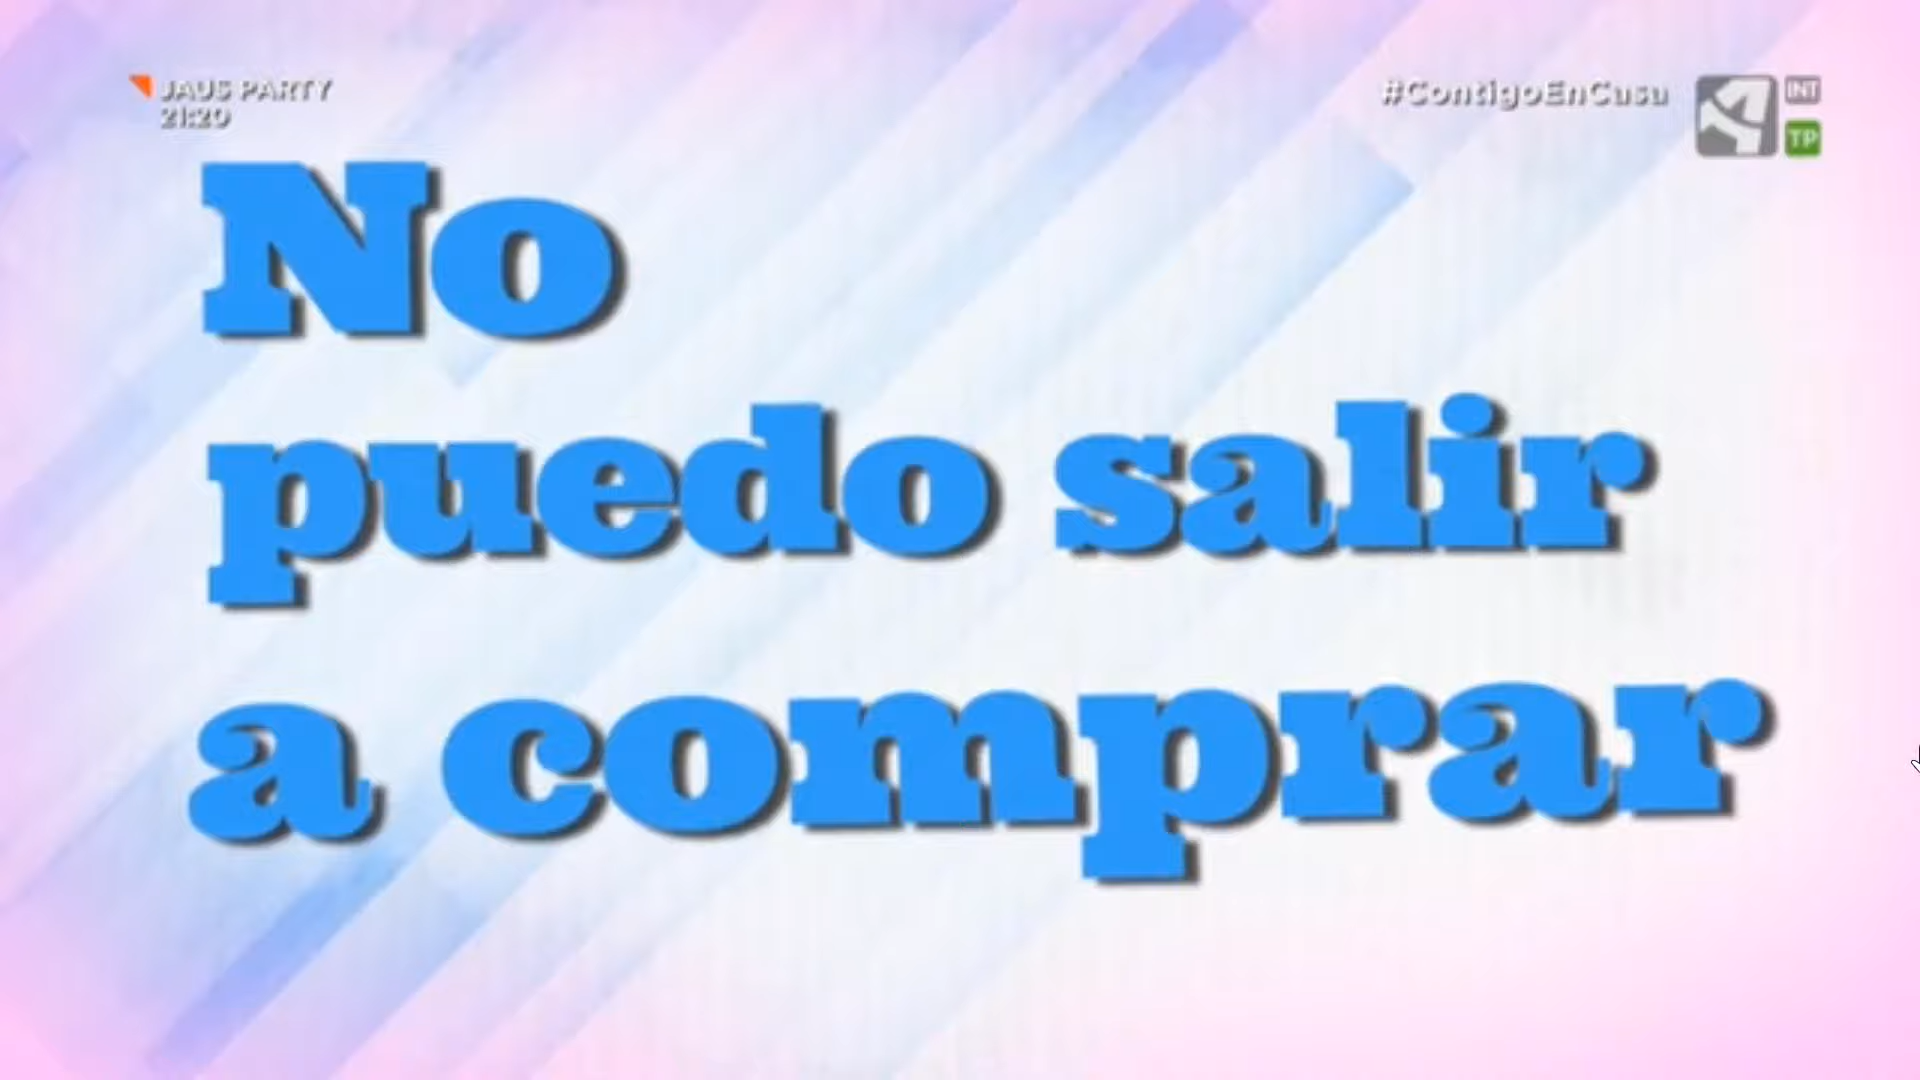 JAUS PARTY
21:20
#ContigoEnCasa
INT
TP
No
puedo salir
a comprar